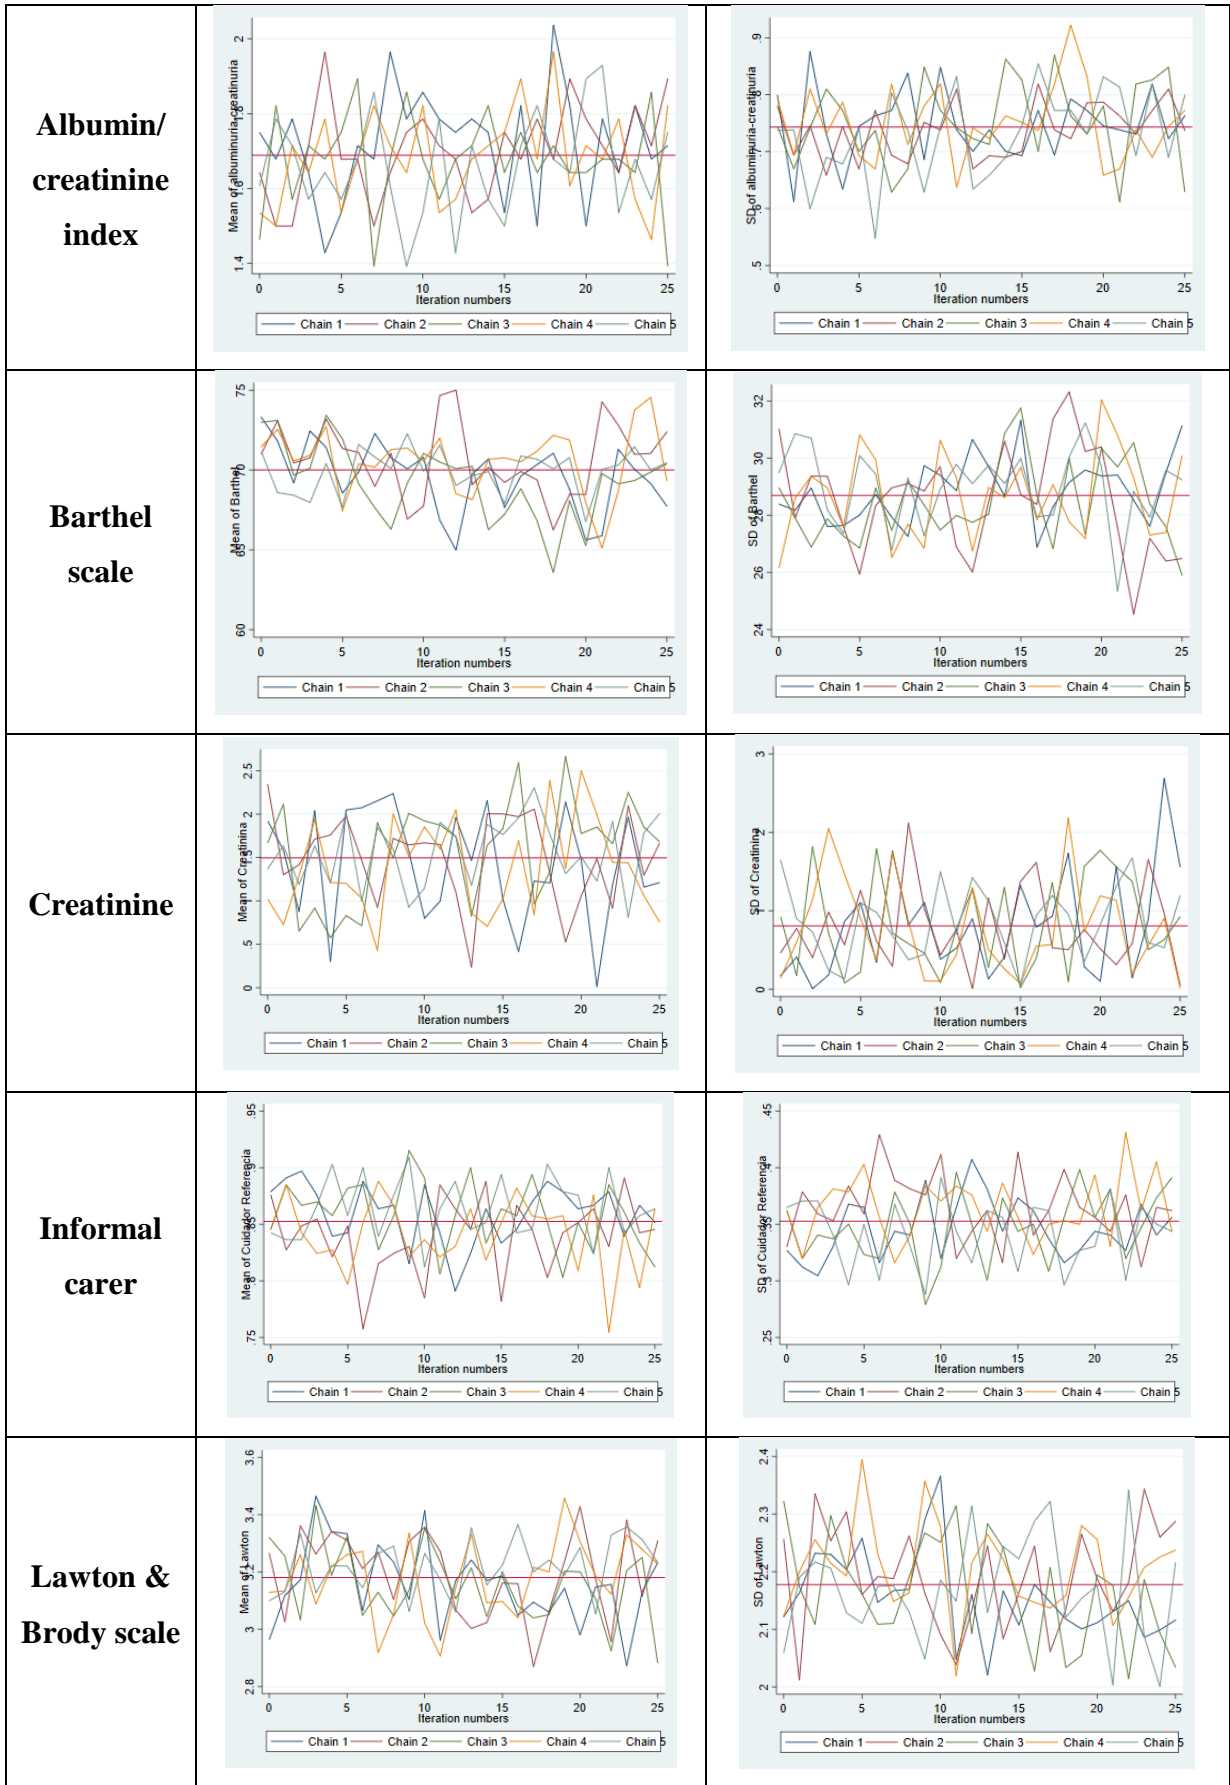 Albumin/
creatinine
index
Mean of albuminuria-creatinuria
1.4 1.6 1.8 2
0 5 10 15 20 25
Iteration numbers
Chain 1 Chain 2 Chain 3 Chain 4 Chain 5
SD of albuminuria-creatinuria
.5 .6 .7 .8 .9
0 5 10 15 20 25
Iteration numbers
Chain 1 Chain 2 Chain 3 Chain 4 Chain 5
Barthel
scale
Mean of Barthel
60 65 70 75
0 5 10 15 20 25
Iteration numbers
Chain 1 Chain 2 Chain 3 Chain 4 Chain 5
SD of Barthel
24 26 28 30 32
0 5 10 15 20 25
Iteration numbers
Chain 1 Chain 2 Chain 3 Chain 4 Chain 5
Creatinine
Mean of Creatinina
0 .5 1 1.5 2 2.5
0 5 10 15 20 25
Iteration numbers
Chain 1 Chain 2 Chain 3 Chain 4 Chain 5
SD of Creatinina
0 1 2 3
0 5 10 15 20 25
Iteration numbers
Chain 1 Chain 2 Chain 3 Chain 4 Chain 5
Informal
carer
Mean of Cuidador Referencia
.75 .8 .85 .9 .95
0 5 10 15 20 25
Iteration numbers
Chain 1 Chain 2 Chain 3 Chain 4 Chain 5
SD of Cuidador Referencia
.25 .3 .35 .4 .45
0 5 10 15 20 25
Iteration numbers
Chain 1 Chain 2 Chain 3 Chain 4 Chain 5
Lawton &
Brody scale
Mean of Lawton
2.8 3 3.2 3.4 3.6
0 5 10 15 20 25
Iteration numbers
Chain 1 Chain 2 Chain 3 Chain 4 Chain 5
SD of Lawton
2 2.1 2.2 2.3 2.4
0 5 10 15 20 25
Iteration numbers
Chain 1 Chain 2 Chain 3 Chain 4 Chain 5